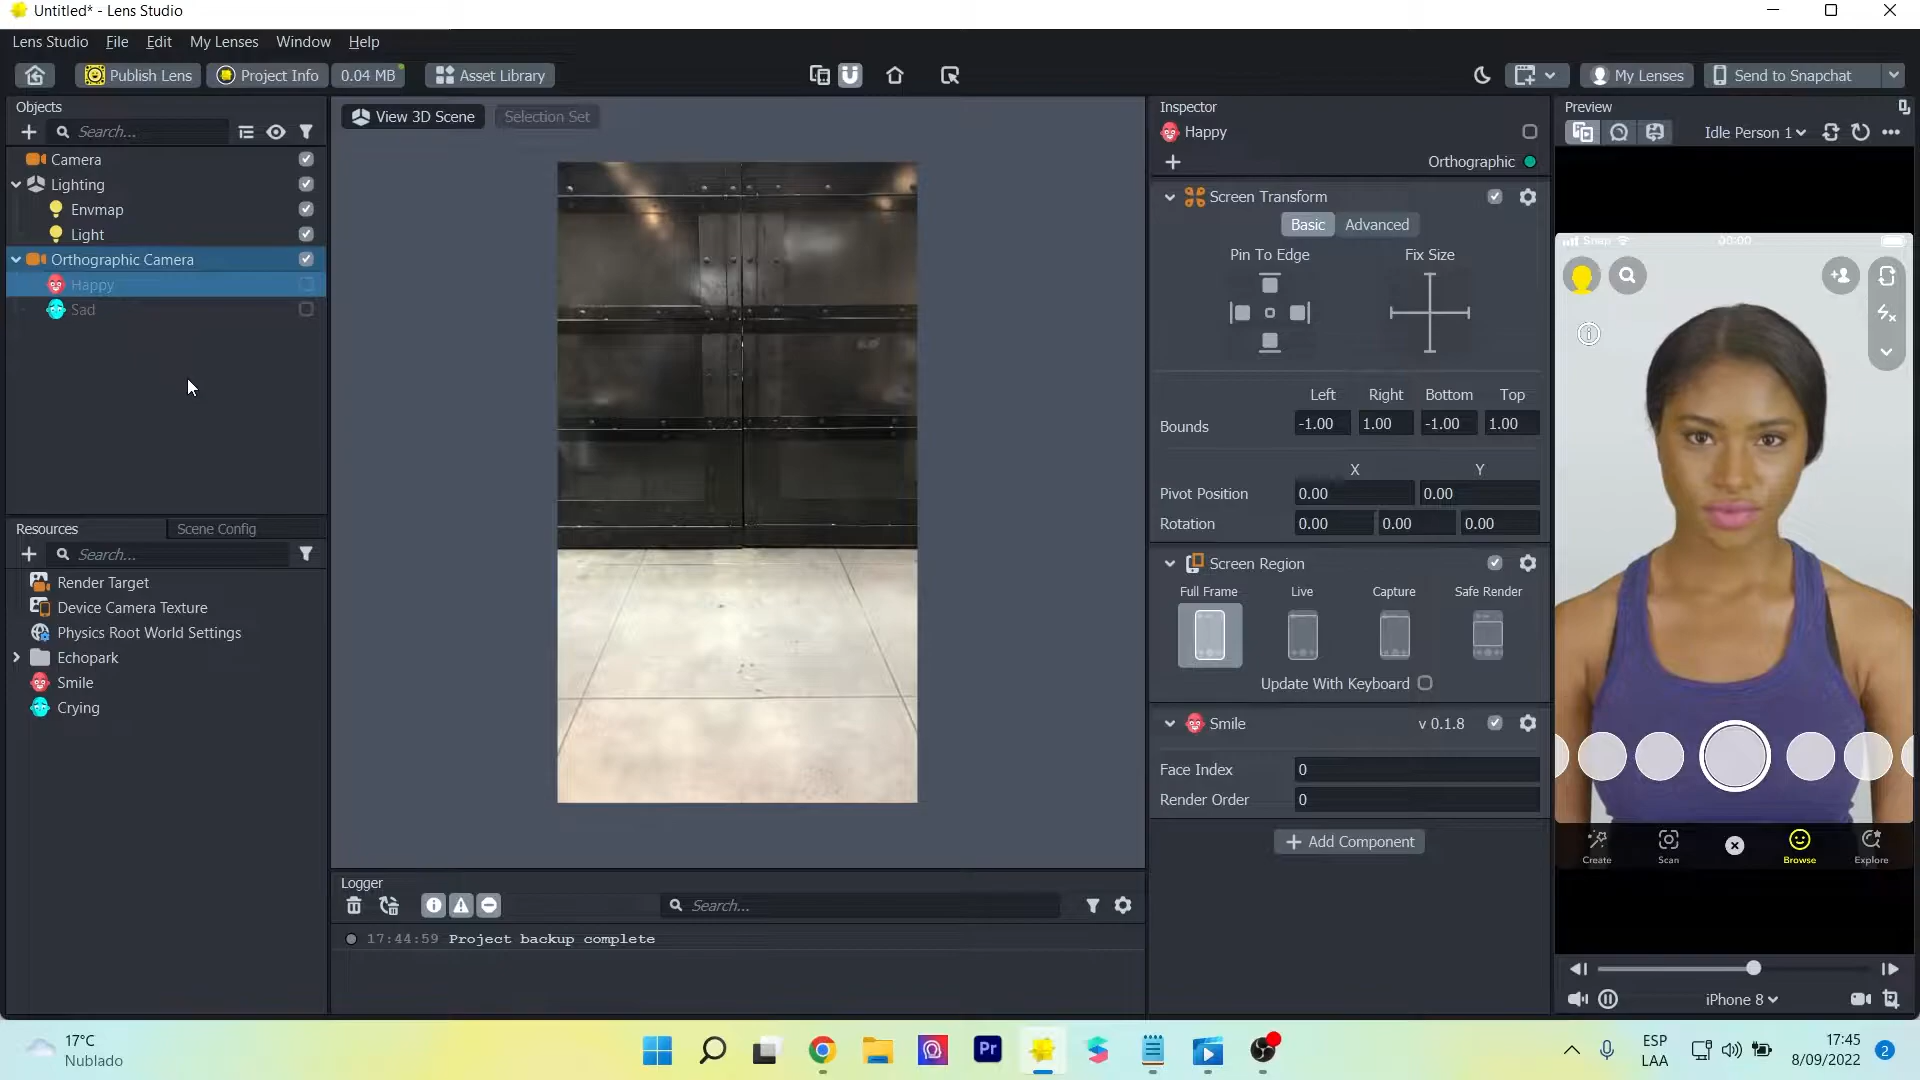 Untitled* - Lens Studio
Lens Studio File Edit My Lenses Window Help
Publish Lens Project Info 0.04 MB Asset Library My Lenses Send to Snapchat
Objects
Search...
Camera
Lighting
Envmap
Light
Orthographic Camera
Happy
Sad
Resources Scene Config
Search...
Render Target
Device Camera Texture
Physics Root World Settings
Echopark
Smile
Crying
View 3D Scene Selection Set
Logger
Search...
17:44:59 Project backup complete
Inspector
Happy
Orthographic
Screen Transform
Basic Advanced
Pin To Edge Fix Size
Left Right Bottom Top
Bounds -1.00 1.00 -1.00 1.00
X Y
Pivot Position 0.00 0.00
Rotation 0.00 0.00 0.00
Screen Region
Full Frame Live Capture Safe Render
Update With Keyboard
Smile v 0.1.8
Face Index 0
Render Order 0
Add Component
Preview
Idle Person 1
Snap 00:00
Create Scan Browse Explore
iPhone 8
17°C
Nublado
Pr
ESP
LAA
17:45
8/09/2022
2